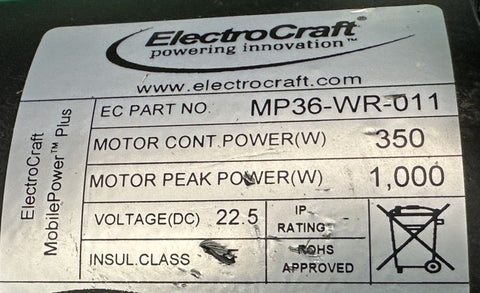 ElectroCraft
powering innovation™
www.electrocraft.com
ElectroCraft
MobilePower™ Plus
EC PART NO. MP36-WR-011
MOTOR CONT.POWER(W) 350
MOTOR PEAK POWER(W) 1,000
VOLTAGE(DC) 22.5
IP
RATING
INSUL.CLASS
ROHS
APPROVED